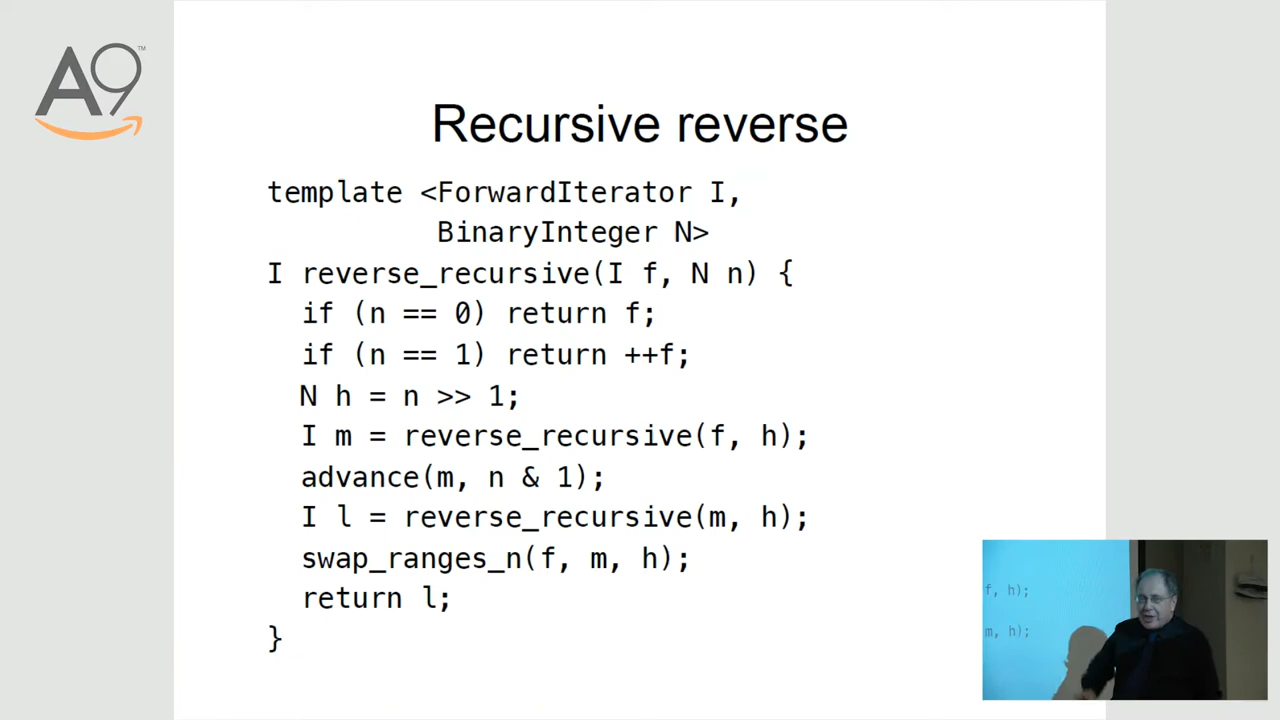 A9™
Recursive reverse
template <ForwardIterator I,
          BinaryInteger N>
I reverse_recursive(I f, N n) {
  if (n == 0) return f;
  if (n == 1) return ++f;
  N h = n >> 1;
  I m = reverse_recursive(f, h);
  advance(m, n & 1);
  I l = reverse_recursive(m, h);
  swap_ranges_n(f, m, h);
  return l;
}
f, h);
m, h);